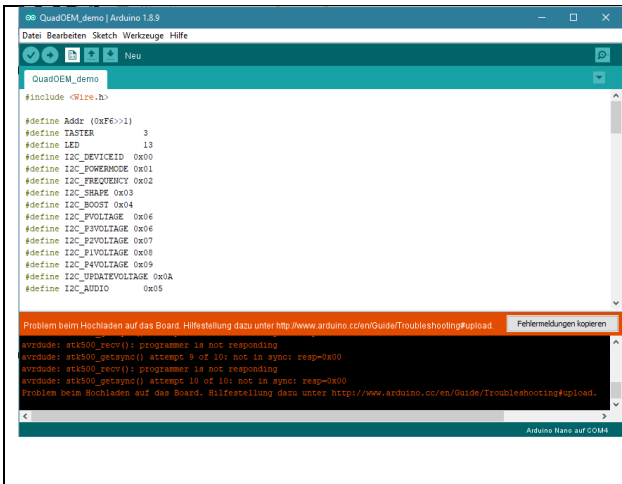 QuadOEM_demo | Arduino 1.8.9
Datei Bearbeiten Sketch Werkzeuge Hilfe
Neu
QuadOEM_demo
#include <Wire.h>
#define Addr (0xF6>>1)
#define TASTER 3
#define LED 13
#define I2C_DEVICEID 0x00
#define I2C_POWERMODE 0x01
#define I2C_FREQUENCY 0x02
#define I2C_SHAPE 0x03
#define I2C_BOOST 0x04
#define I2C_PVOLTAGE 0x06
#define I2C_P3VOLTAGE 0x06
#define I2C_P2VOLTAGE 0x07
#define I2C_P1VOLTAGE 0x08
#define I2C_P4VOLTAGE 0x09
#define I2C_UPDATEVOLTAGE 0x0A
#define I2C_AUDIO 0x05
Problem beim Hochladen auf das Board. Hilfestellung dazu unter http://www.arduino.cc/en/Guide/Troubleshooting#upload.
Fehlermeldungen kopieren
avrdude: stk500_recv(): programmer is not responding
avrdude: stk500_getsync() attempt 9 of 10: not in sync: resp=0x00
avrdude: stk500_recv(): programmer is not responding
avrdude: stk500_getsync() attempt 10 of 10: not in sync: resp=0x00
Problem beim Hochladen auf das Board. Hilfestellung dazu unter http://www.arduino.cc/en/Guide/Troubleshooting#upload.
Arduino Nano auf COM4